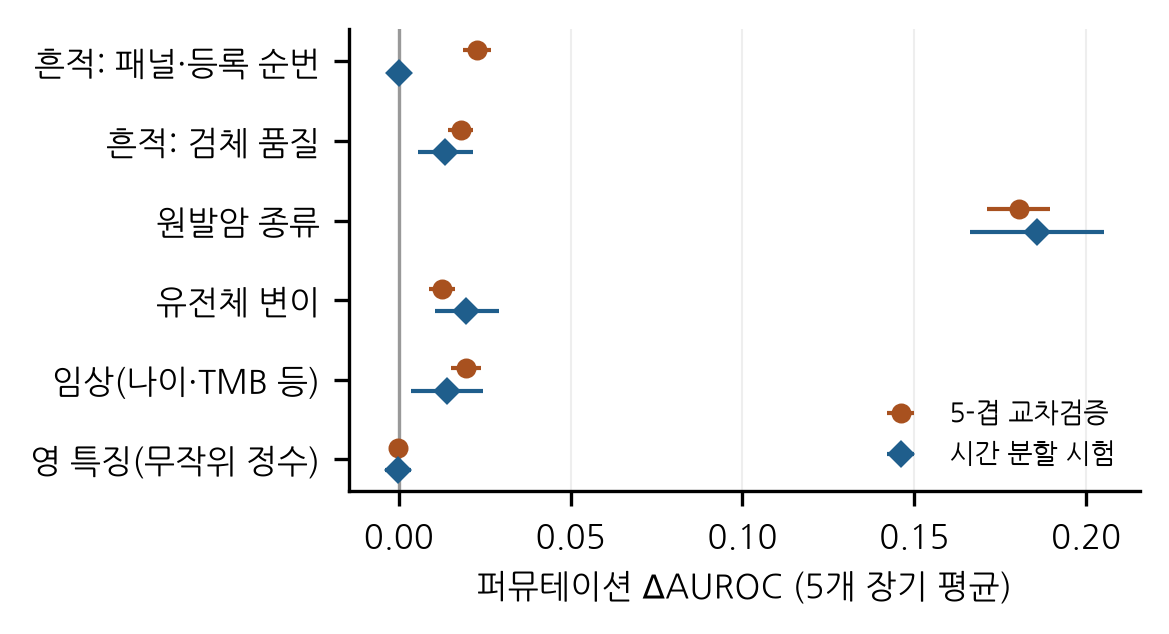 흔적: 패널·등록 순번
흔적: 검체 품질
원발암 종류
유전체 변이
임상(나이·TMB 등)
영 특징(무작위 정수)
5-겹 교차검증
시간 분할 시험
0.00 0.05 0.10 0.15 0.20
퍼뮤테이션 ΔAUROC (5개 장기 평균)